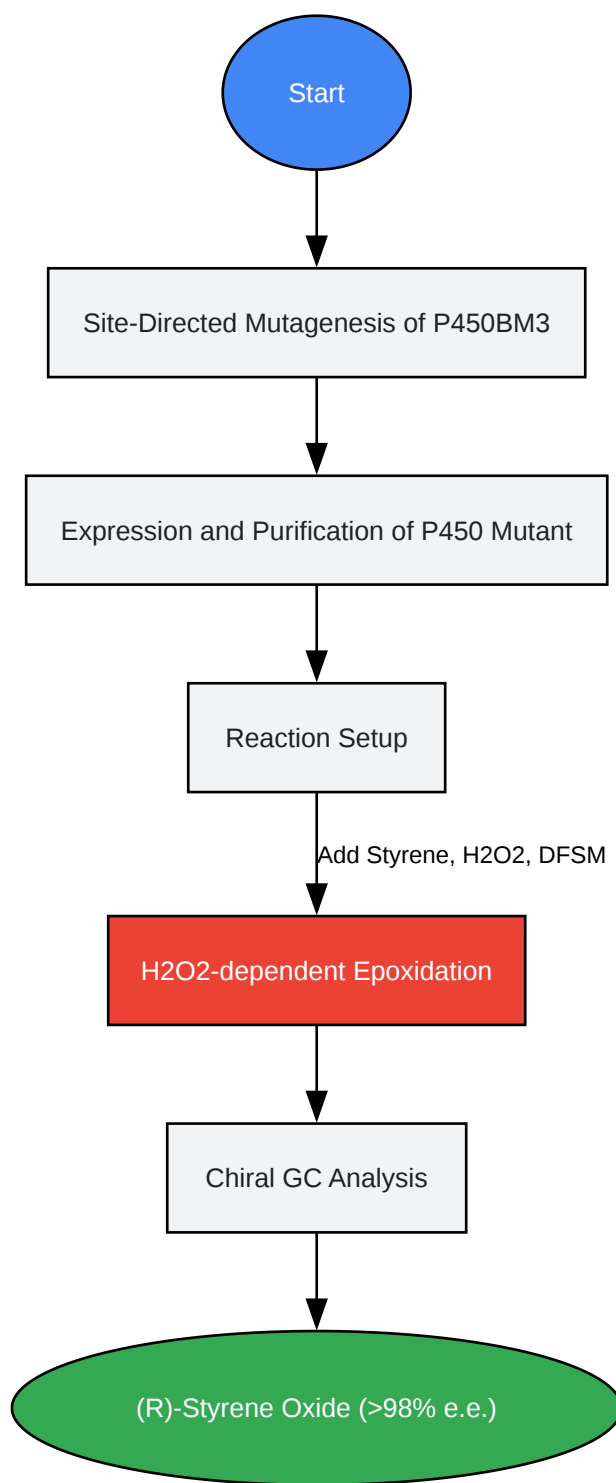 Start
Site-Directed Mutagenesis of P450BM3
Expression and Purification of P450 Mutant
Reaction Setup
Add Styrene, H2O2, DFSM
H2O2-dependent Epoxidation
Chiral GC Analysis
(R)-Styrene Oxide (>98% e.e.)